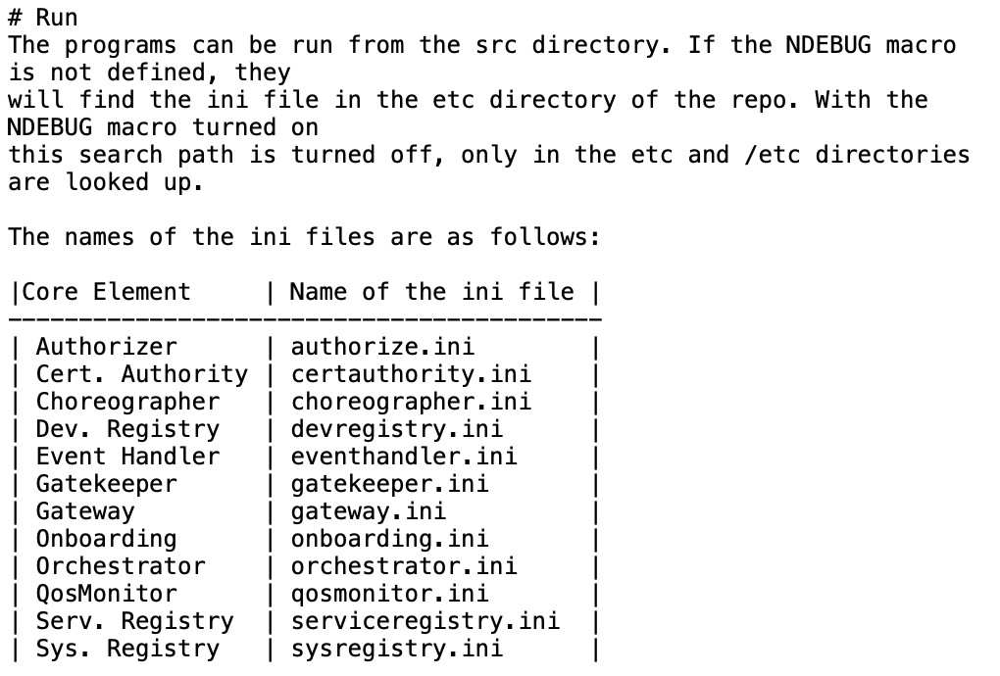 # Run
The programs can be run from the src directory. If the NDEBUG macro
is not defined, they
will find the ini file in the etc directory of the repo. With the
NDEBUG macro turned on
this search path is turned off, only in the etc and /etc directories
are looked up.

The names of the ini files are as follows:

|Core Element     | Name of the ini file |
------------------------------------------
| Authorizer      | authorize.ini        |
| Cert. Authority | certauthority.ini    |
| Choreographer   | choreographer.ini    |
| Dev. Registry   | devregistry.ini      |
| Event Handler   | eventhandler.ini     |
| Gatekeeper      | gatekeeper.ini       |
| Gateway         | gateway.ini          |
| Onboarding      | onboarding.ini       |
| Orchestrator    | orchestrator.ini     |
| QosMonitor      | qosmonitor.ini       |
| Serv. Registry  | serviceregistry.ini  |
| Sys. Registry   | sysregistry.ini      |